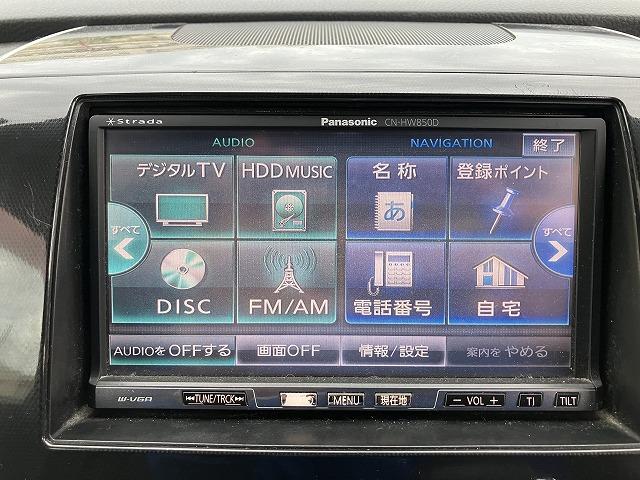 Strada Panasonic CN-HW850D
AUDIO NAVIGATION 終了
デジタルTV HDD MUSIC 名称 登録ポイント
あ
すべて すべて
DISC FM/AM 電話番号 自宅
AUDIOをOFFする 画面OFF 情報/設定 案内をやめる
W-VGA TUNE/TRCK MENU 現在地 − VOL + TI TILT